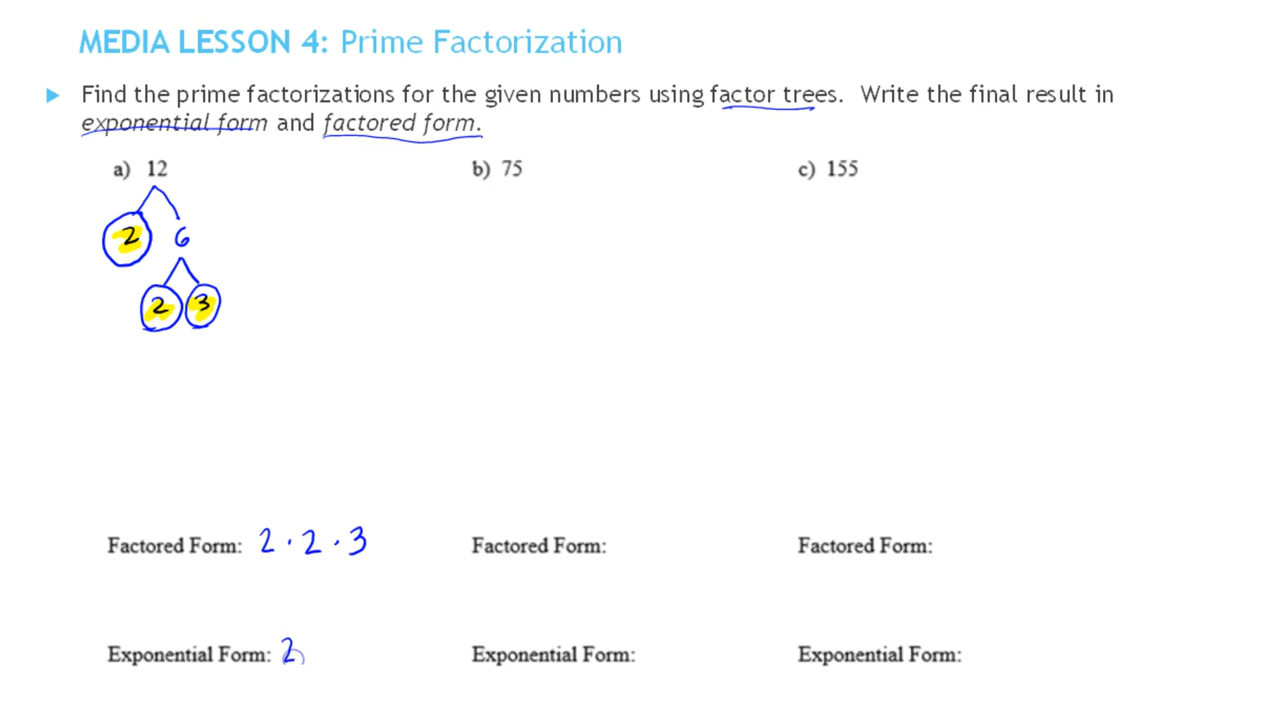 MEDIA LESSON 4: Prime Factorization
Find the prime factorizations for the given numbers using factor trees. Write the final result in
exponential form and factored form.
a) 12 b) 75 c) 155
2 6
2 3
Factored Form: 2 · 2 · 3 Factored Form: Factored Form:
Exponential Form: 2 Exponential Form: Exponential Form: